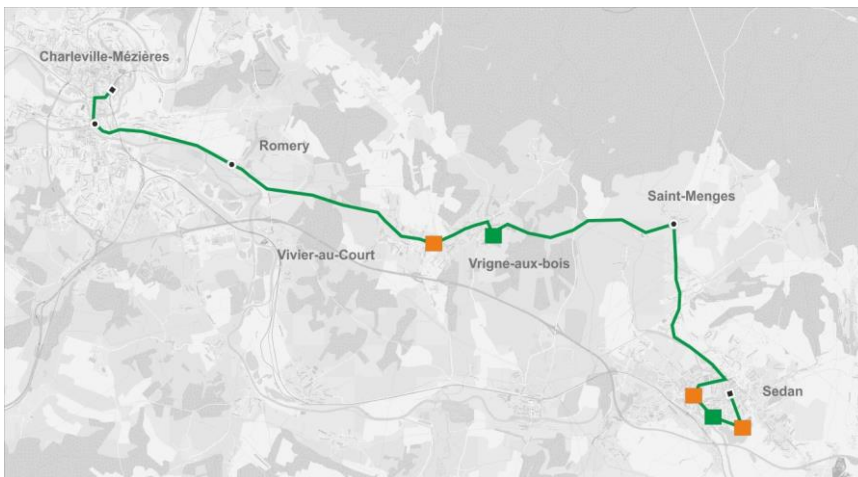 Charleville-Mézières
Romery
Saint-Menges
Vivier-au-Court
Vrigne-aux-bois
Sedan